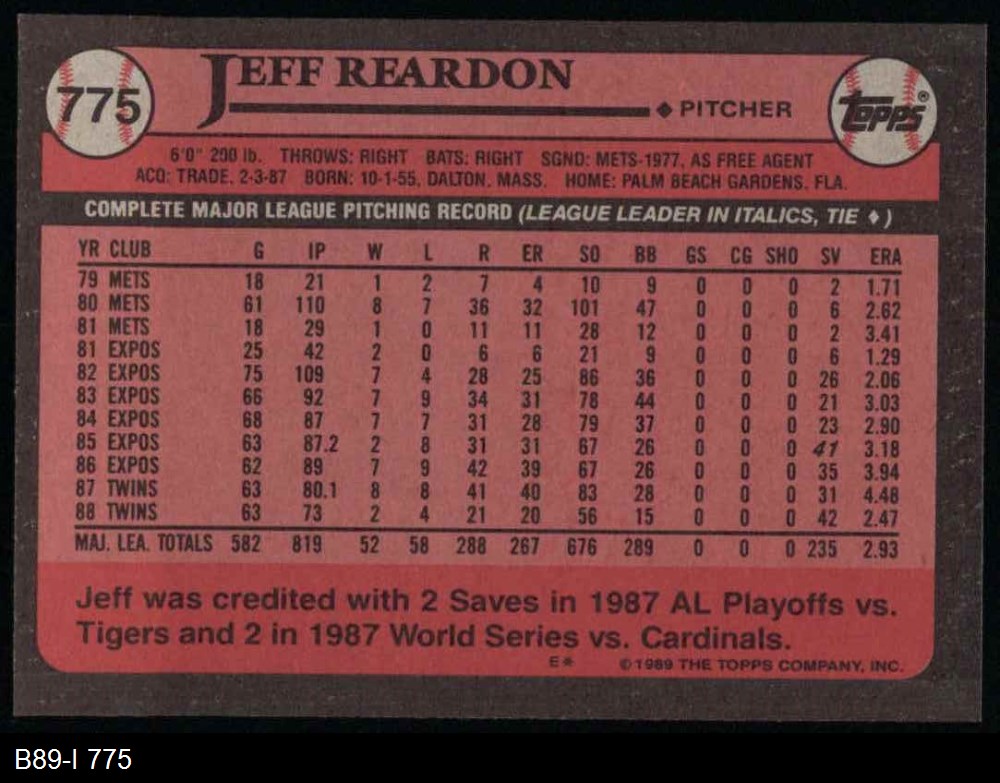 775
JEFF REARDON
◆ PITCHER
topps®
6'0" 200 lb. THROWS: RIGHT BATS: RIGHT SGND: METS-1977, AS FREE AGENT
ACQ: TRADE, 2-3-87 BORN: 10-1-55, DALTON, MASS. HOME: PALM BEACH GARDENS, FLA.
COMPLETE MAJOR LEAGUE PITCHING RECORD (LEAGUE LEADER IN ITALICS, TIE ♦)
YR CLUB G IP W L R ER SO BB GS CG SHO SV ERA
79 METS 18 21 1 2 7 4 10 9 0 0 0 2 1.71
80 METS 61 110 8 7 36 32 101 47 0 0 0 6 2.62
81 METS 18 29 1 0 11 11 28 12 0 0 0 2 3.41
81 EXPOS 25 42 2 0 6 6 21 9 0 0 0 6 1.29
82 EXPOS 75 109 7 4 28 25 86 36 0 0 0 26 2.06
83 EXPOS 66 92 7 9 34 31 78 44 0 0 0 21 3.03
84 EXPOS 68 87 7 7 31 28 79 37 0 0 0 23 2.90
85 EXPOS 63 87.2 2 8 31 31 67 26 0 0 0 41 3.18
86 EXPOS 62 89 7 9 42 39 67 26 0 0 0 35 3.94
87 TWINS 63 80.1 8 8 41 40 83 28 0 0 0 31 4.48
88 TWINS 63 73 2 4 21 20 56 15 0 0 0 42 2.47
MAJ. LEA. TOTALS 582 819 52 58 288 267 676 289 0 0 0 235 2.93
Jeff was credited with 2 Saves in 1987 AL Playoffs vs.
Tigers and 2 in 1987 World Series vs. Cardinals.
E* ©1989 THE TOPPS COMPANY, INC.
B89-I 775